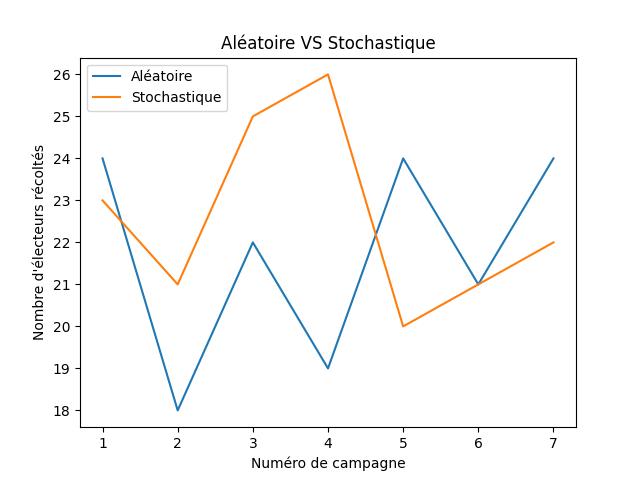 Aléatoire VS Stochastique
Aléatoire
Stochastique
26
25
24
23
22
21
20
19
18
Nombre d'électeurs récoltés
1 2 3 4 5 6 7
Numéro de campagne